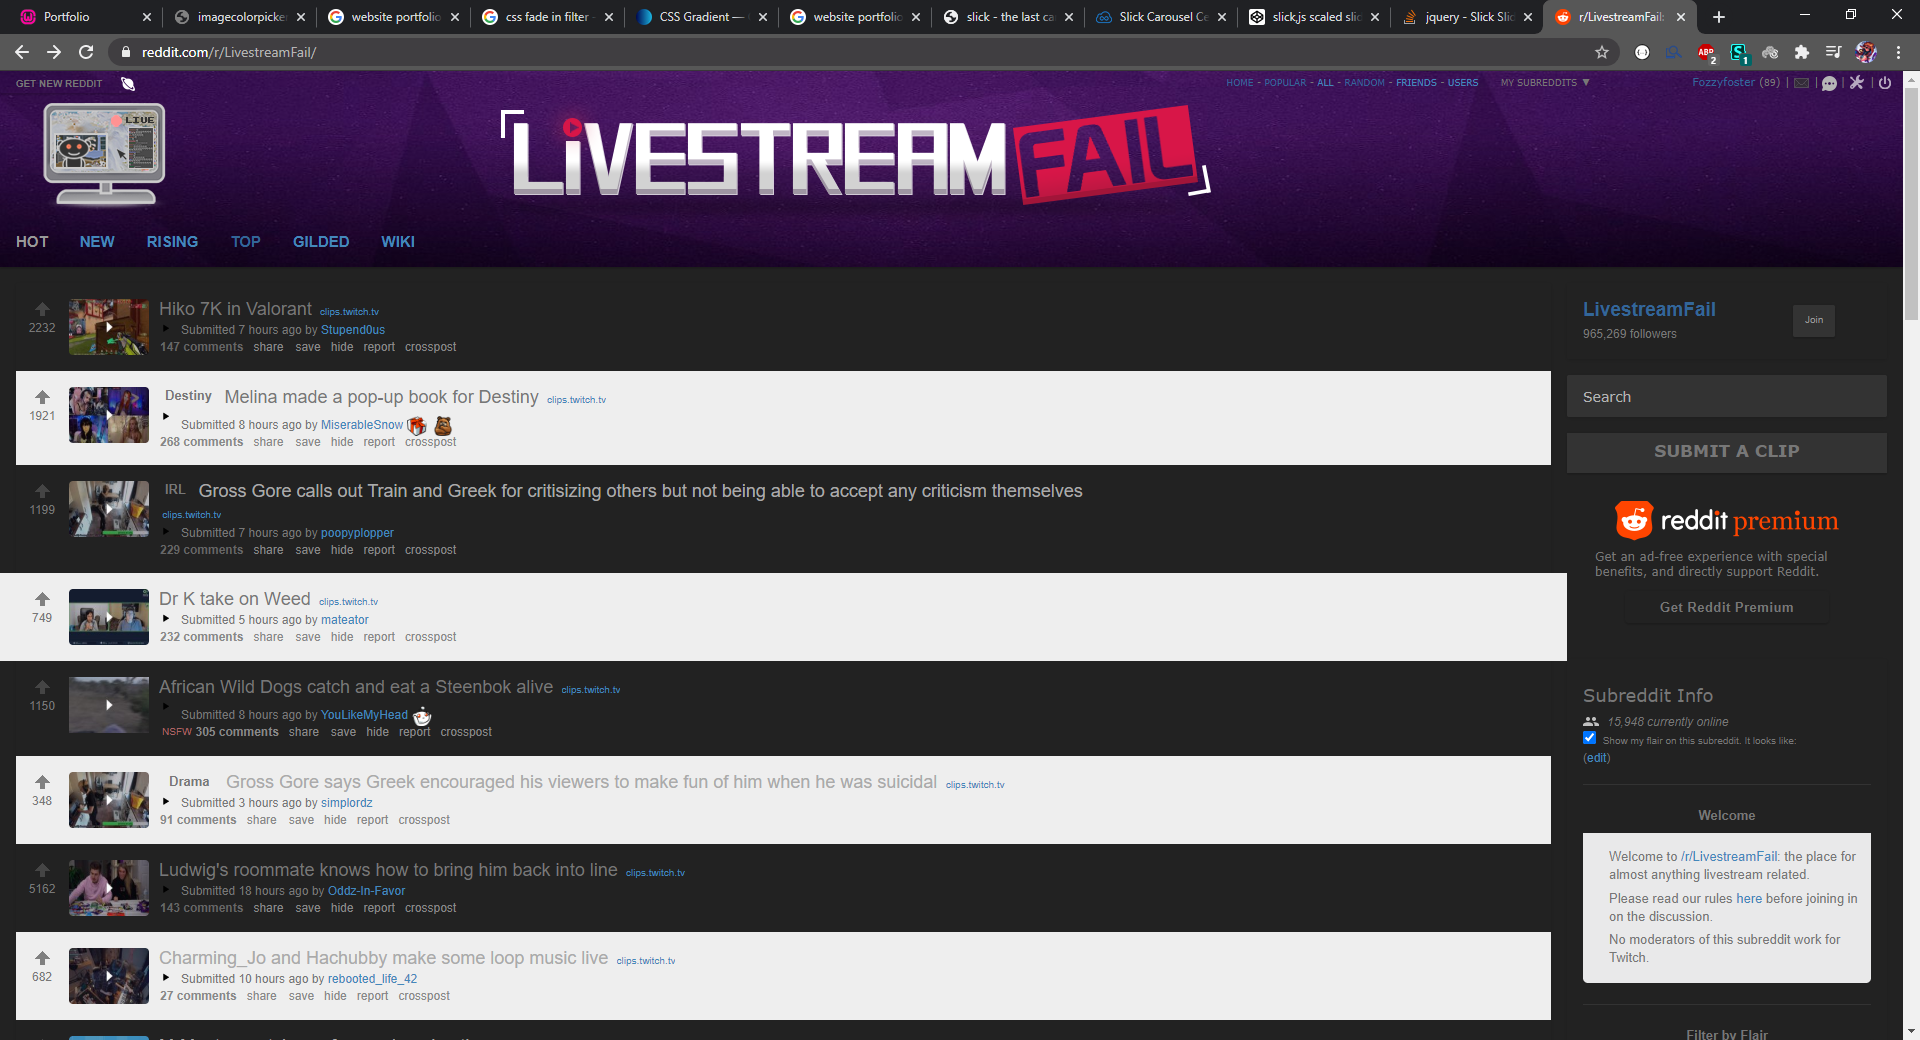 Portfolio
imagecolorpicke
website portfolio
css fade in filter
CSS Gradient —
website portfolio
slick - the last ca
Slick Carousel Ce
slick.js scaled slid
jquery - Slick Slid
r/LivestreamFail:
reddit.com/r/LivestreamFail/
ABP
2
1
GET NEW REDDIT
HOME - POPULAR - ALL - RANDOM - FRIENDS - USERS
MY SUBREDDITS ▼
Fozzyfoster (89) | | | |
LIVE
LiVESTREAM FAIL
HOT
NEW
RISING
TOP
GILDED
WIKI
2232
Hiko 7K in Valorant clips.twitch.tv
Submitted 7 hours ago by Stupend0us
147 comments share save hide report crosspost
1921
Destiny Melina made a pop-up book for Destiny clips.twitch.tv
Submitted 8 hours ago by MiserableSnow
268 comments share save hide report crosspost
1199
IRL Gross Gore calls out Train and Greek for critisizing others but not being able to accept any criticism themselves
clips.twitch.tv
Submitted 7 hours ago by poopyplopper
229 comments share save hide report crosspost
749
Dr K take on Weed clips.twitch.tv
Submitted 5 hours ago by mateator
232 comments share save hide report crosspost
1150
African Wild Dogs catch and eat a Steenbok alive clips.twitch.tv
Submitted 8 hours ago by YouLikeMyHead
NSFW 305 comments share save hide report crosspost
348
Drama Gross Gore says Greek encouraged his viewers to make fun of him when he was suicidal clips.twitch.tv
Submitted 3 hours ago by simplordz
91 comments share save hide report crosspost
5162
Ludwig's roommate knows how to bring him back into line clips.twitch.tv
Submitted 18 hours ago by Oddz-In-Favor
143 comments share save hide report crosspost
682
Charming_Jo and Hachubby make some loop music live clips.twitch.tv
Submitted 10 hours ago by rebooted_life_42
27 comments share save hide report crosspost
LivestreamFail
965,269 followers
Join
Search
SUBMIT A CLIP
reddit premium
Get an ad-free experience with special
benefits, and directly support Reddit.
Get Reddit Premium
Subreddit Info
15,948 currently online
Show my flair on this subreddit. It looks like:
(edit)
Welcome
Welcome to /r/LivestreamFail: the place for
almost anything livestream related.
Please read our rules here before joining in
on the discussion.
No moderators of this subreddit work for
Twitch.
Filter by Flair